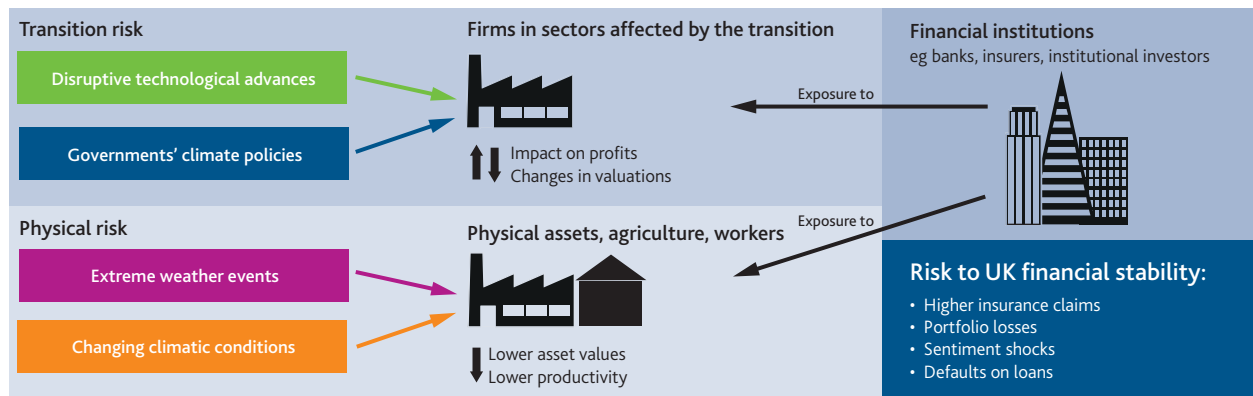 Transition risk
Disruptive technological advances
Governments’ climate policies
Firms in sectors affected by the transition
Impact on profits
Changes in valuations
Exposure to
Financial institutions
eg banks, insurers, institutional investors
Physical risk
Extreme weather events
Changing climatic conditions
Physical assets, agriculture, workers
Lower asset values
Lower productivity
Exposure to
Risk to UK financial stability:
• Higher insurance claims
• Portfolio losses
• Sentiment shocks
• Defaults on loans